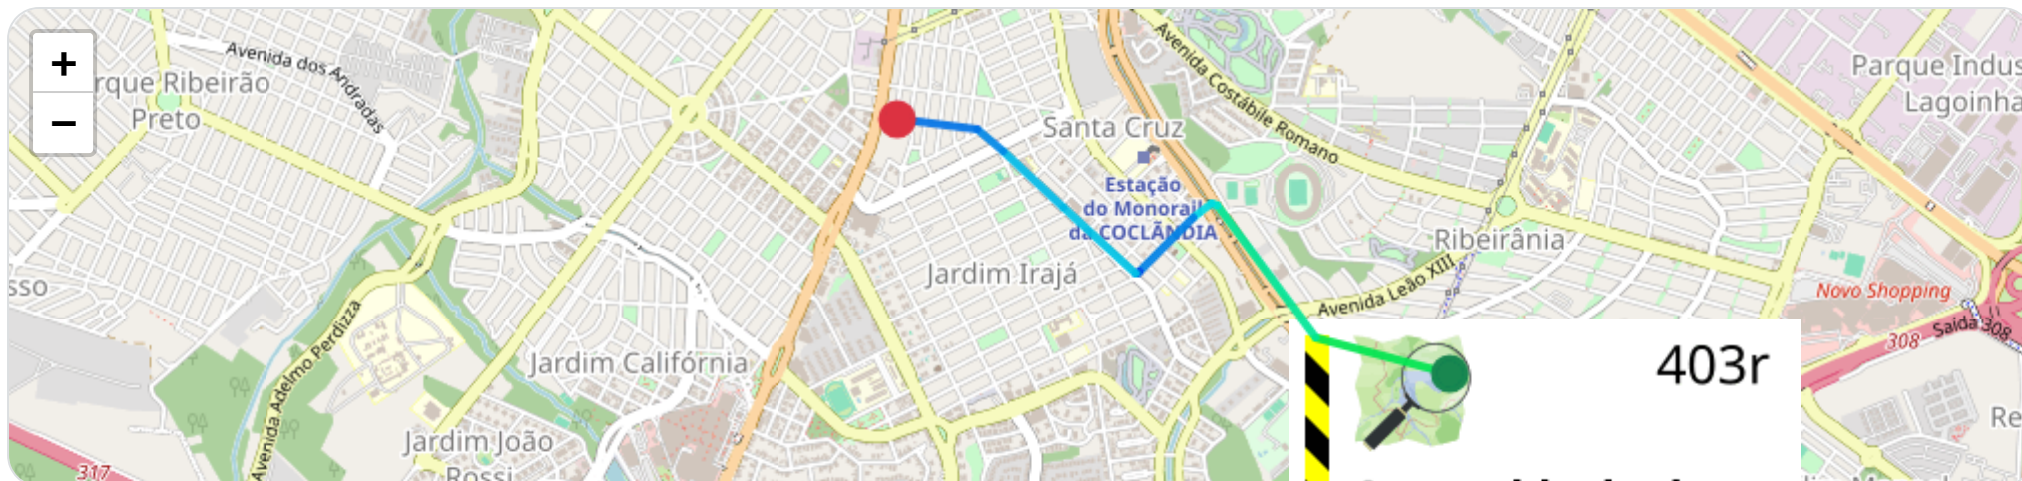 +
−
Avenida dos Andradas
rque Ribeirão
Preto
Santa Cruz
Avenida Costábile Romano
Parque Indus
Lagoinha
Estação
do Monorail
da COCLÂNDIA
Ribeirânia
Jardim Irajá
Avenida Leão XIII
sso
Novo Shopping
Saída 308
308
Avenida Adelmo Perdizza
Jardim Califórnia
403r
Jardim João
Rossi
Re
317